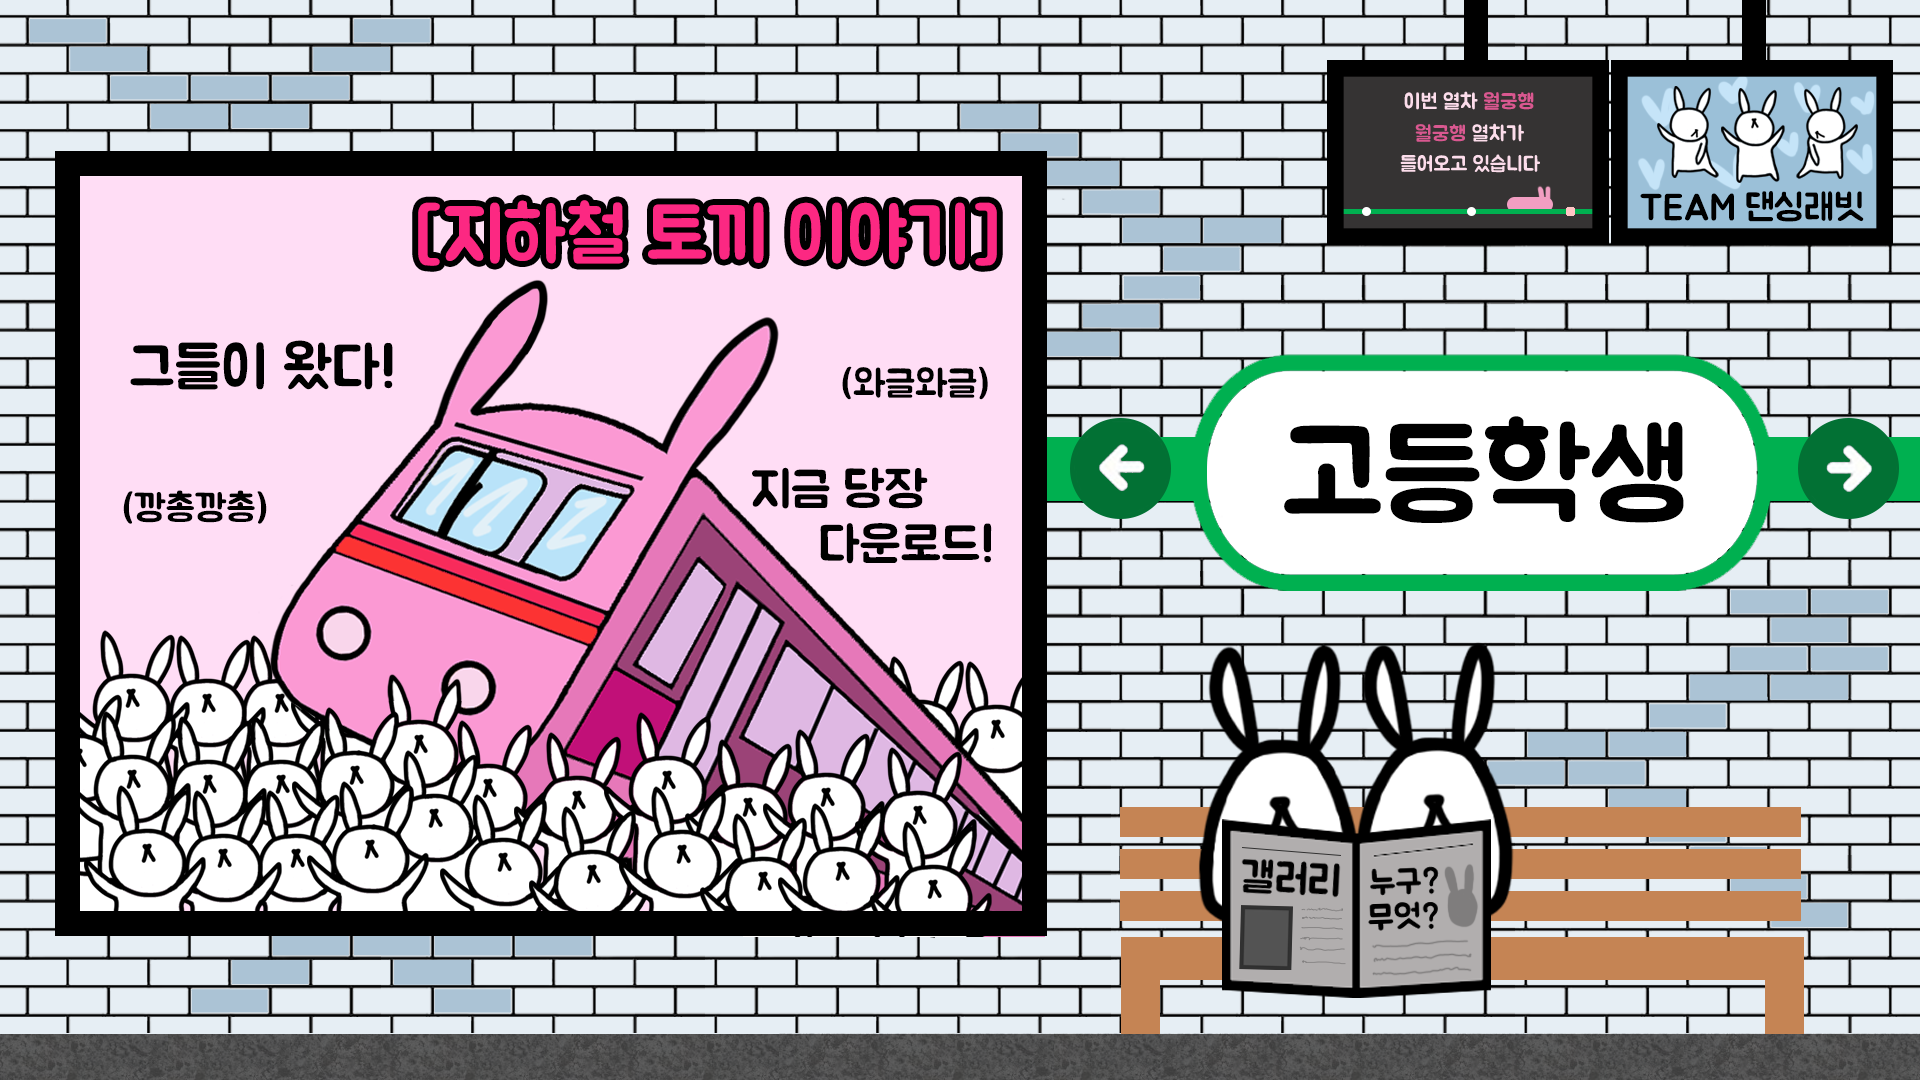 [지하철 토끼 이야기]
그들이 왔다!
(와글와글)
(깡총깡총)
지금 당장
다운로드!
이번 열차 월궁행
월궁행 열차가
들어오고 있습니다
TEAM 댄싱래빗
고등학생
갤러리
누구?
무엇?